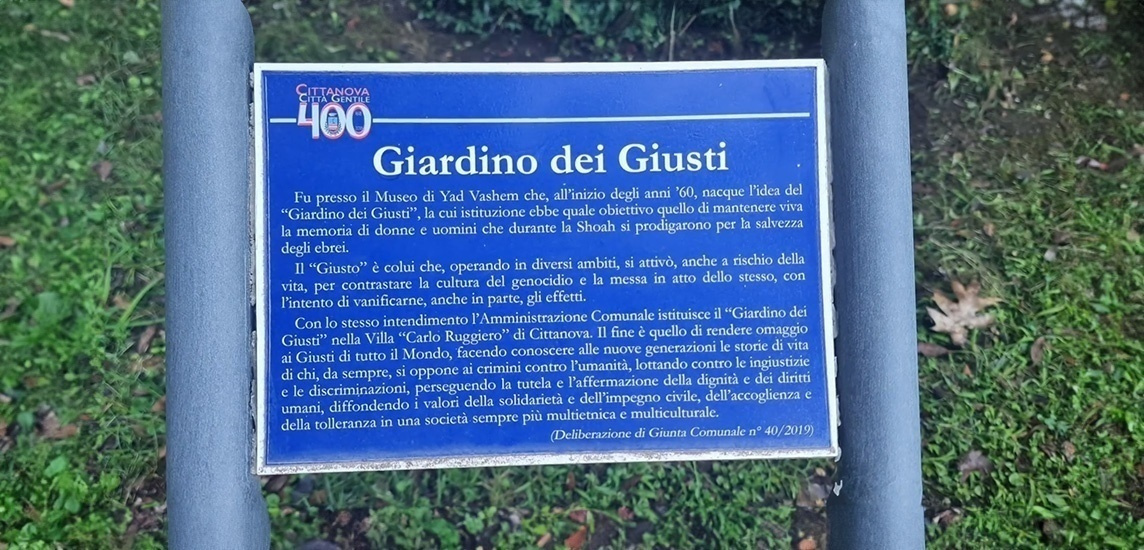 CITTANOVA
CITTÀ GENTILE
400
Giardino dei Giusti
Fu presso il Museo di Yad Vashem che, all'inizio degli anni '60, nacque l'idea del
“Giardino dei Giusti”, la cui istituzione ebbe quale obiettivo quello di mantenere viva
la memoria di donne e uomini che durante la Shoah si prodigarono per la salvezza
degli ebrei.
Il “Giusto” è colui che, operando in diversi ambiti, si attivò, anche a rischio della
vita, per contrastare la cultura del genocidio e la messa in atto dello stesso, con
l'intento di vanificarne, anche in parte, gli effetti.
Con lo stesso intendimento l'Amministrazione Comunale istituisce il “Giardino dei
Giusti” nella Villa “Carlo Ruggiero” di Cittanova. Il fine è quello di rendere omaggio
ai Giusti di tutto il Mondo, facendo conoscere alle nuove generazioni le storie di vita
di chi, da sempre, si oppone ai crimini contro l'umanità, lottando contro le ingiustizie
e le discriminazioni, perseguendo la tutela e l'affermazione della dignità e dei diritti
umani, diffondendo i valori della solidarietà e dell'impegno civile, dell'accoglienza e
della tolleranza in una società sempre più multietnica e multiculturale.
(Deliberazione di Giunta Comunale n° 40/2019)